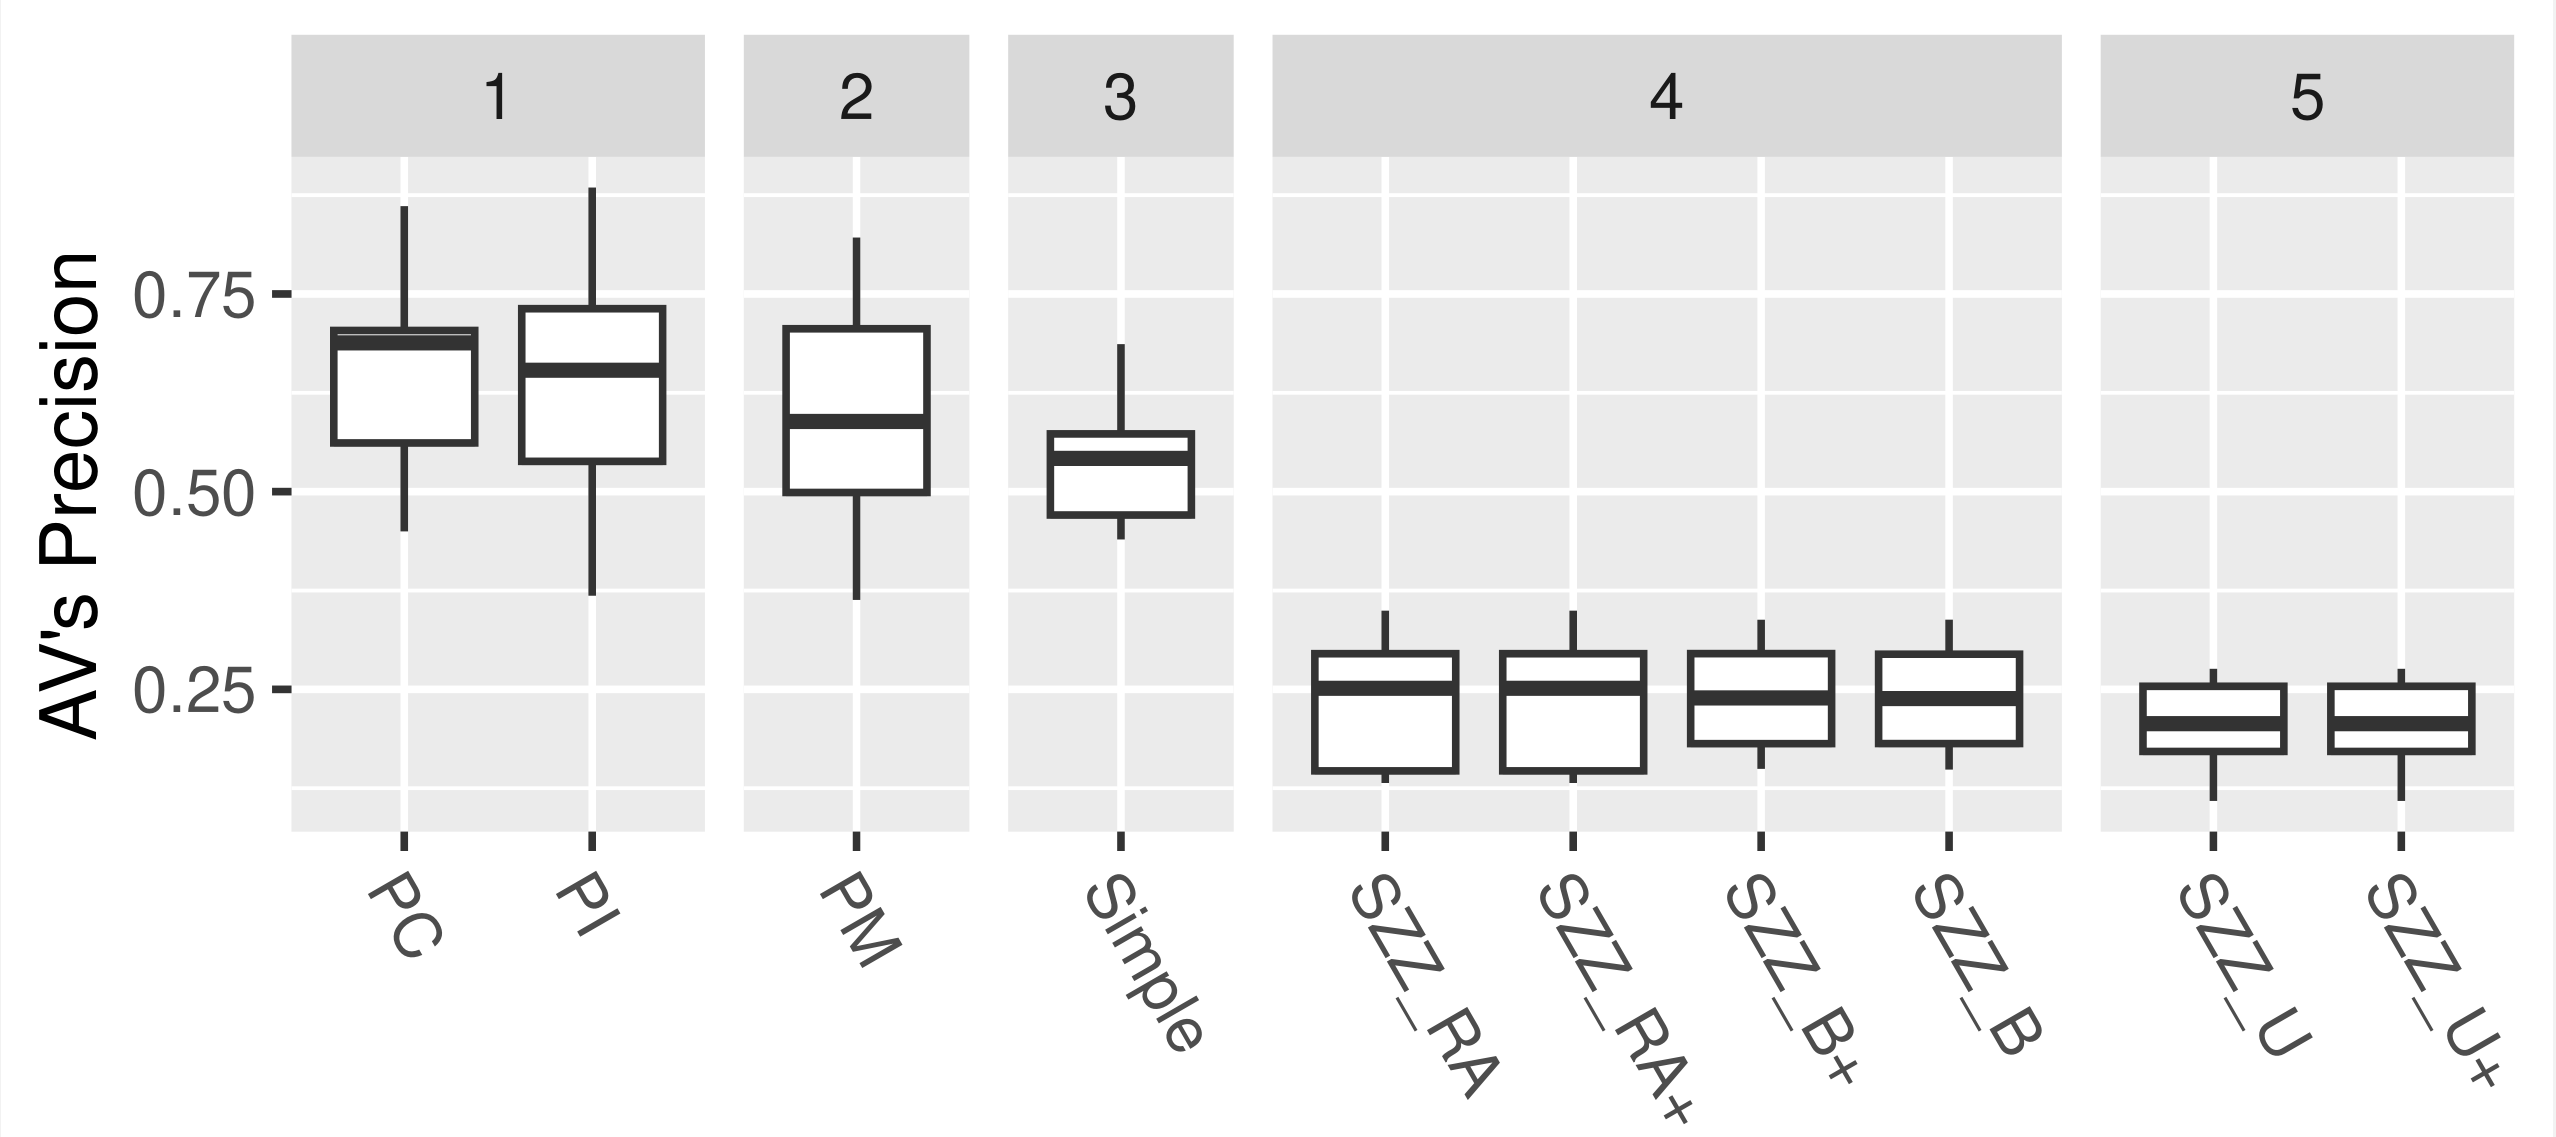 1 2 3 4 5
AV's Precision
0.75
0.50
0.25
PC PI PM Simple SZZ_RA SZZ_RA+ SZZ_B+ SZZ_B SZZ_U SZZ_U+